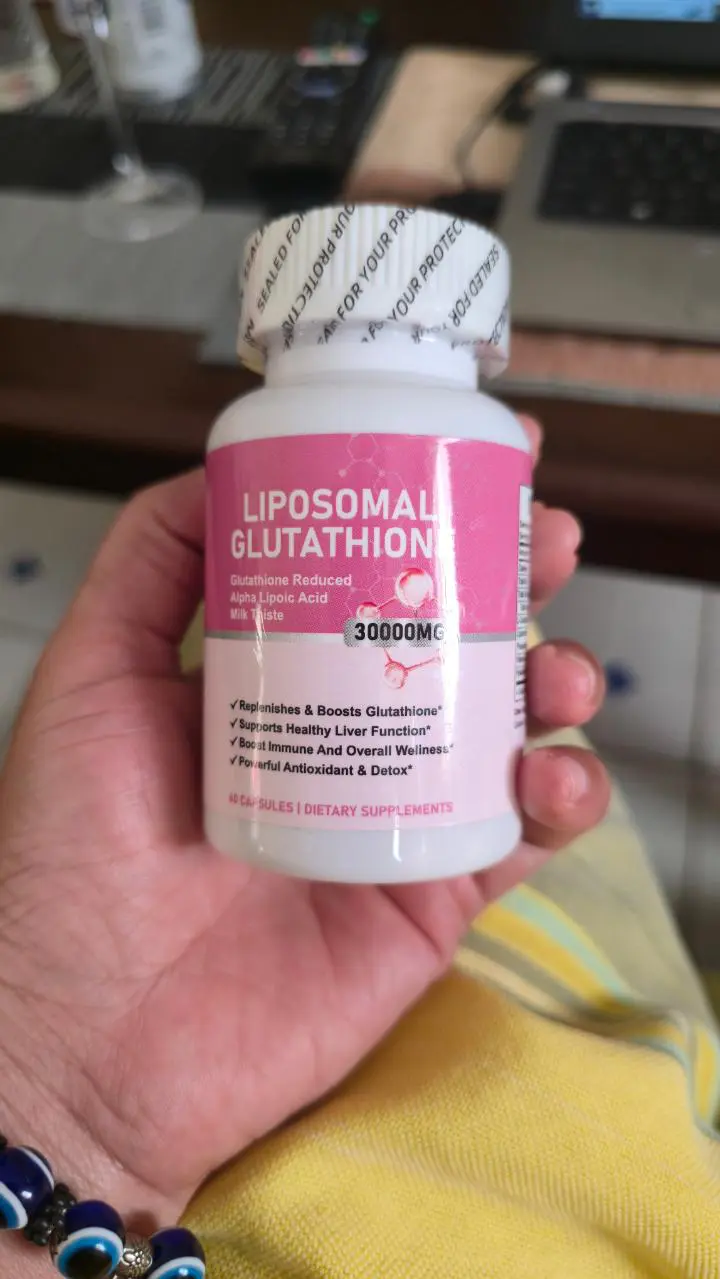 SEALED FOR YOUR PROTECTION
LIPOSOMAL
GLUTATHION
Glutathione Reduced
Alpha Lipoic Acid
Milk Thiste
30000MG
✓Replenishes & Boosts Glutathione*
✓Supports Healthy Liver Function*
✓Boost Immune And Overall Wellness*
✓Powerful Antioxidant & Detox*
60 CAPSULES | DIETARY SUPPLEMENTS